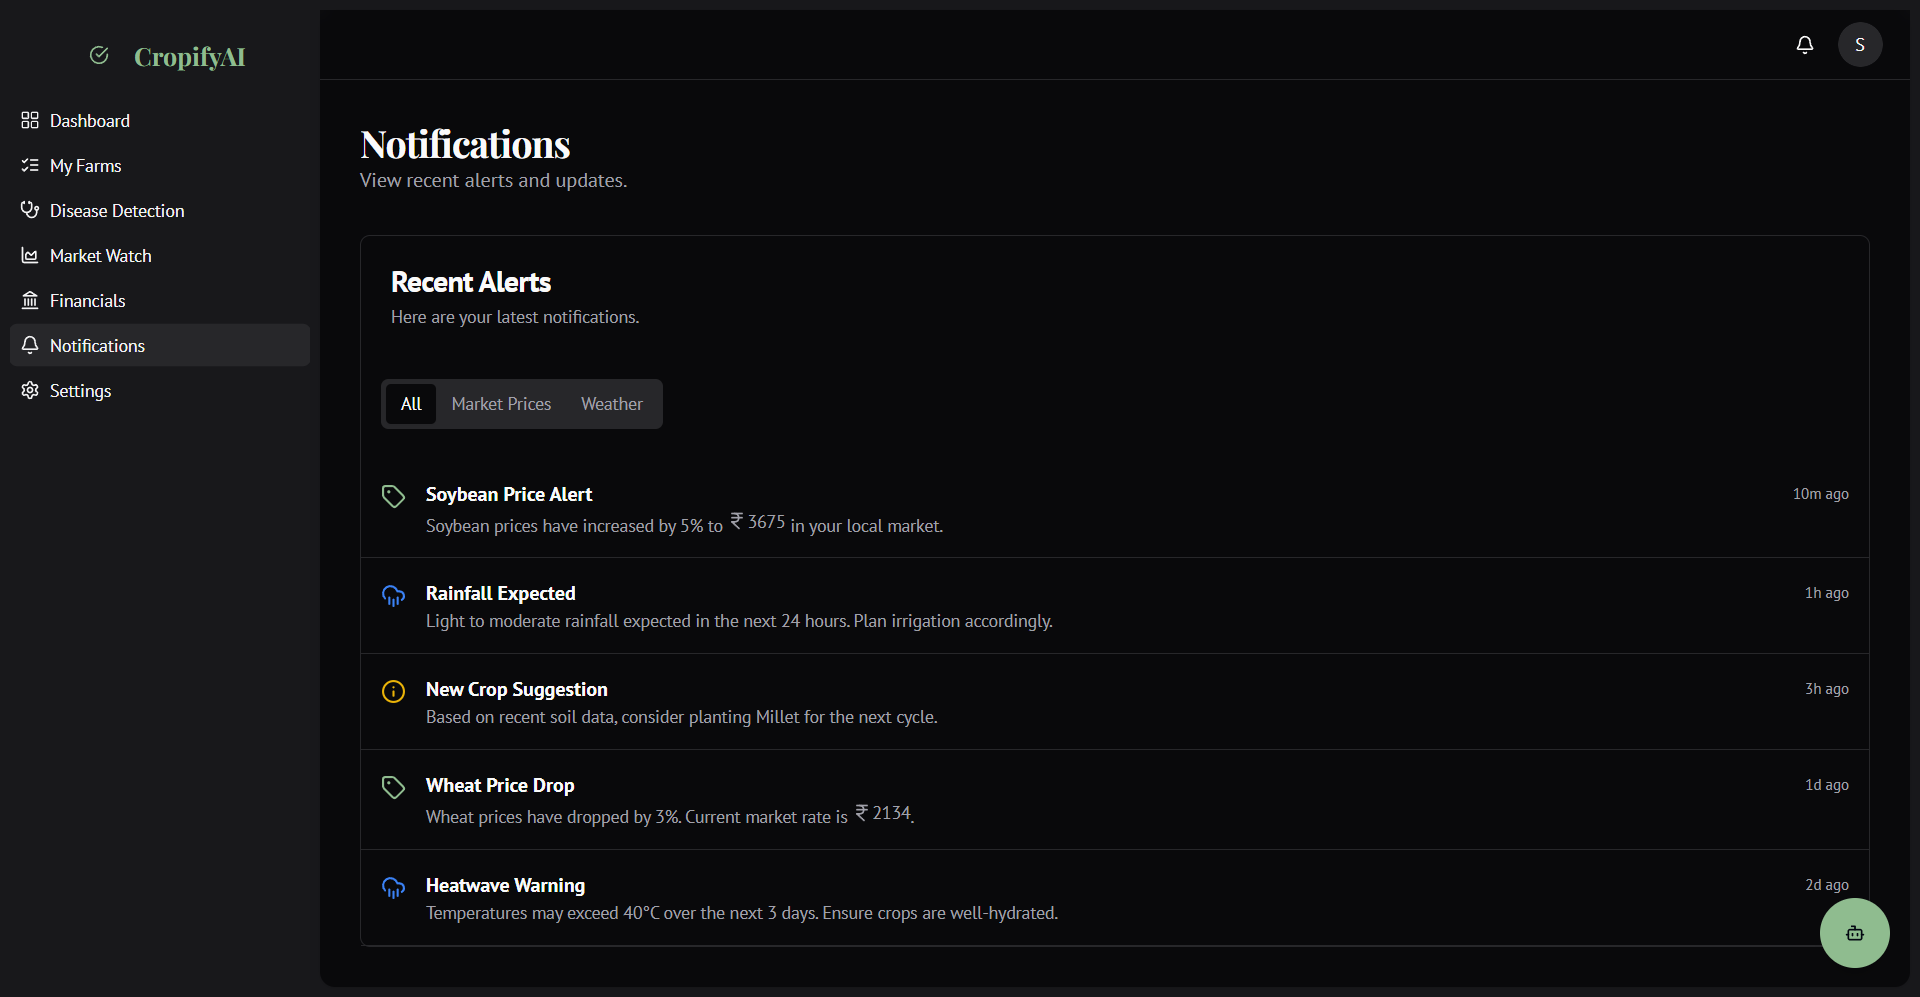 CropifyAI
S
Dashboard
My Farms
Disease Detection
Market Watch
Financials
Notifications
Settings
Notifications
View recent alerts and updates.
Recent Alerts
Here are your latest notifications.
All
Market Prices
Weather
Soybean Price Alert
10m ago
Soybean prices have increased by 5% to ₹ 3675 in your local market.
Rainfall Expected
1h ago
Light to moderate rainfall expected in the next 24 hours. Plan irrigation accordingly.
New Crop Suggestion
3h ago
Based on recent soil data, consider planting Millet for the next cycle.
Wheat Price Drop
1d ago
Wheat prices have dropped by 3%. Current market rate is ₹ 2134.
Heatwave Warning
2d ago
Temperatures may exceed 40°C over the next 3 days. Ensure crops are well-hydrated.